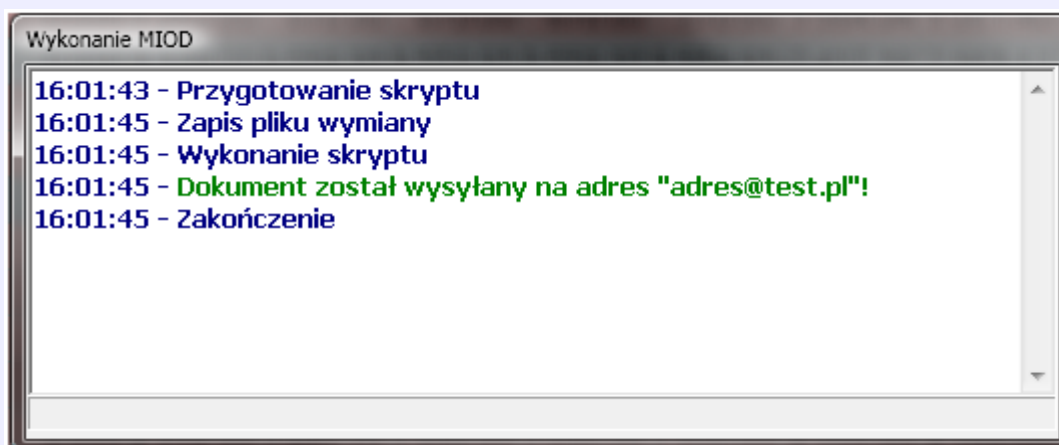 Wykonanie MIOD
16:01:43 - Przygotowanie skryptu
16:01:45 - Zapis pliku wymiany
16:01:45 - Wykonanie skryptu
16:01:45 - Dokument został wysyłany na adres "adres@test.pl"!
16:01:45 - Zakończenie